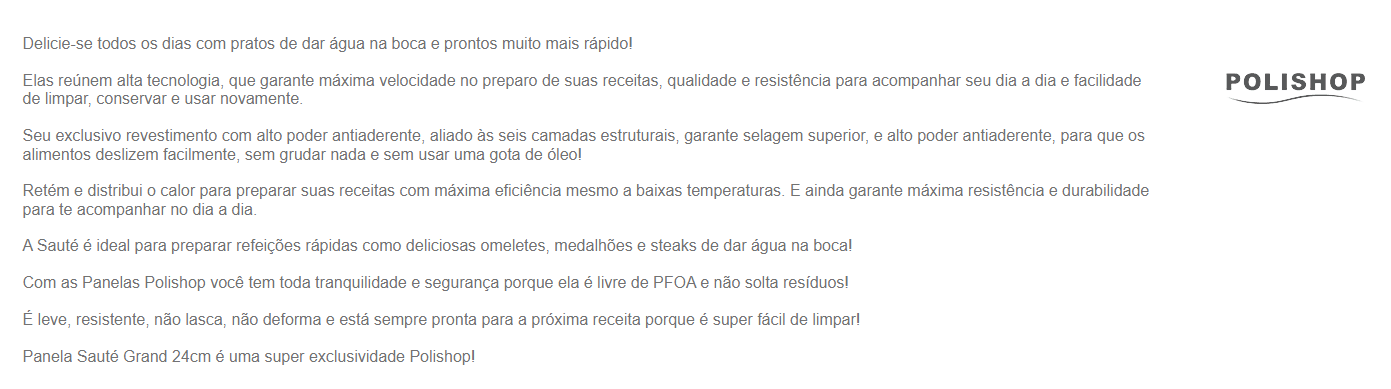 Delicie-se todos os dias com pratos de dar água na boca e prontos muito mais rápido!
Elas reúnem alta tecnologia, que garante máxima velocidade no preparo de suas receitas, qualidade e resistência para acompanhar seu dia a dia e facilidade
de limpar, conservar e usar novamente.
POLISHOP
Seu exclusivo revestimento com alto poder antiaderente, aliado às seis camadas estruturais, garante selagem superior, e alto poder antiaderente, para que os
alimentos deslizem facilmente, sem grudar nada e sem usar uma gota de óleo!
Retém e distribui o calor para preparar suas receitas com máxima eficiência mesmo a baixas temperaturas. E ainda garante máxima resistência e durabilidade
para te acompanhar no dia a dia.
A Sauté é ideal para preparar refeições rápidas como deliciosas omeletes, medalhões e steaks de dar água na boca!
Com as Panelas Polishop você tem toda tranquilidade e segurança porque ela é livre de PFOA e não solta resíduos!
É leve, resistente, não lasca, não deforma e está sempre pronta para a próxima receita porque é super fácil de limpar!
Panela Sauté Grand 24cm é uma super exclusividade Polishop!